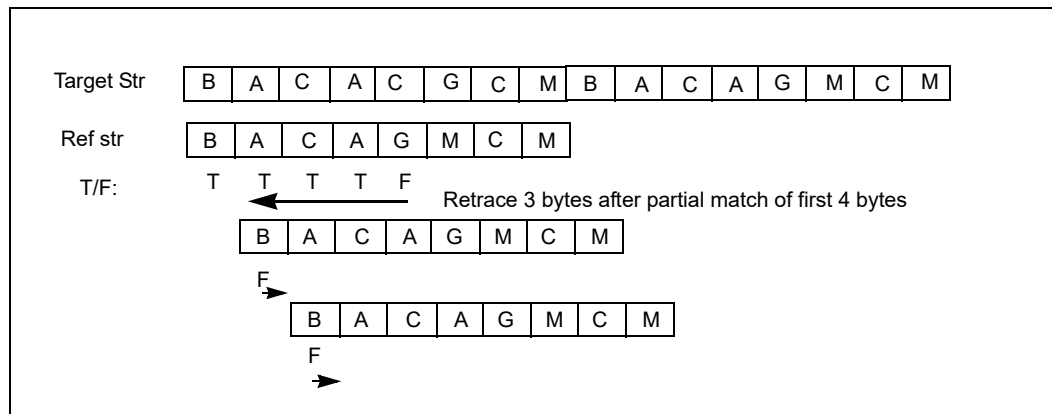 Target Str B A C A C G C M B A C A G M C M
Ref str B A C A G M C M
T/F: T T T T F
Retrace 3 bytes after partial match of first 4 bytes
B A C A G M C M
F
B A C A G M C M
F